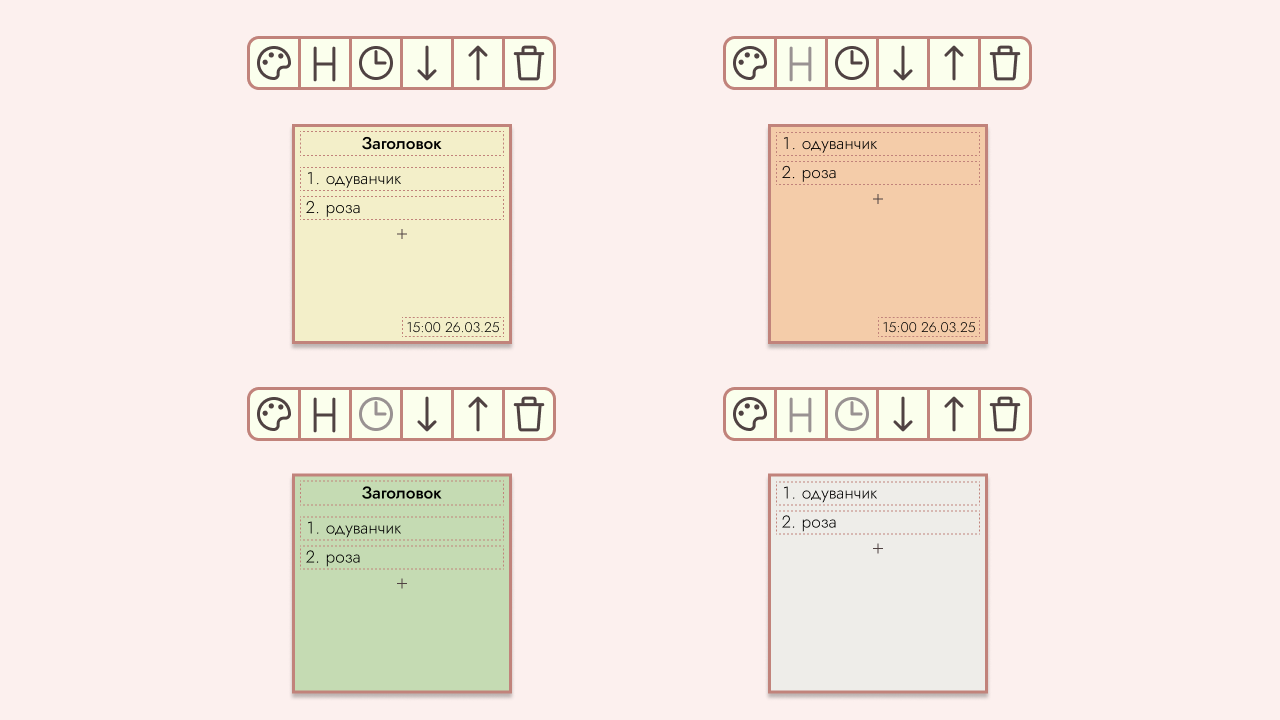 Заголовок
1. одуванчик
2. роза
+
15:00 26.03.25
1. одуванчик
2. роза
+
15:00 26.03.25
Заголовок
1. одуванчик
2. роза
+
1. одуванчик
2. роза
+